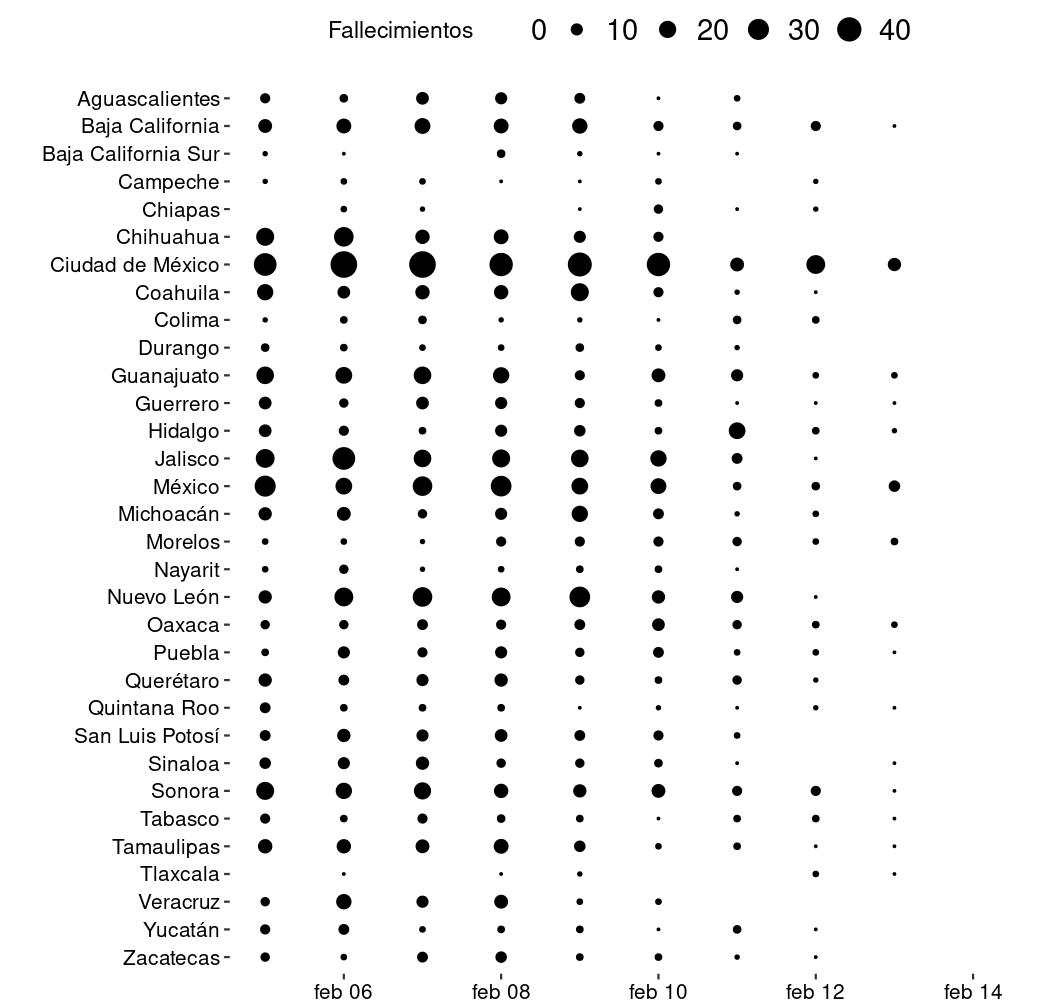 Fallecimientos 0 10 20 30 40
Aguascalientes
Baja California
Baja California Sur
Campeche
Chiapas
Chihuahua
Ciudad de México
Coahuila
Colima
Durango
Guanajuato
Guerrero
Hidalgo
Jalisco
México
Michoacán
Morelos
Nayarit
Nuevo León
Oaxaca
Puebla
Querétaro
Quintana Roo
San Luis Potosí
Sinaloa
Sonora
Tabasco
Tamaulipas
Tlaxcala
Veracruz
Yucatán
Zacatecas
feb 06 feb 08 feb 10 feb 12 feb 14